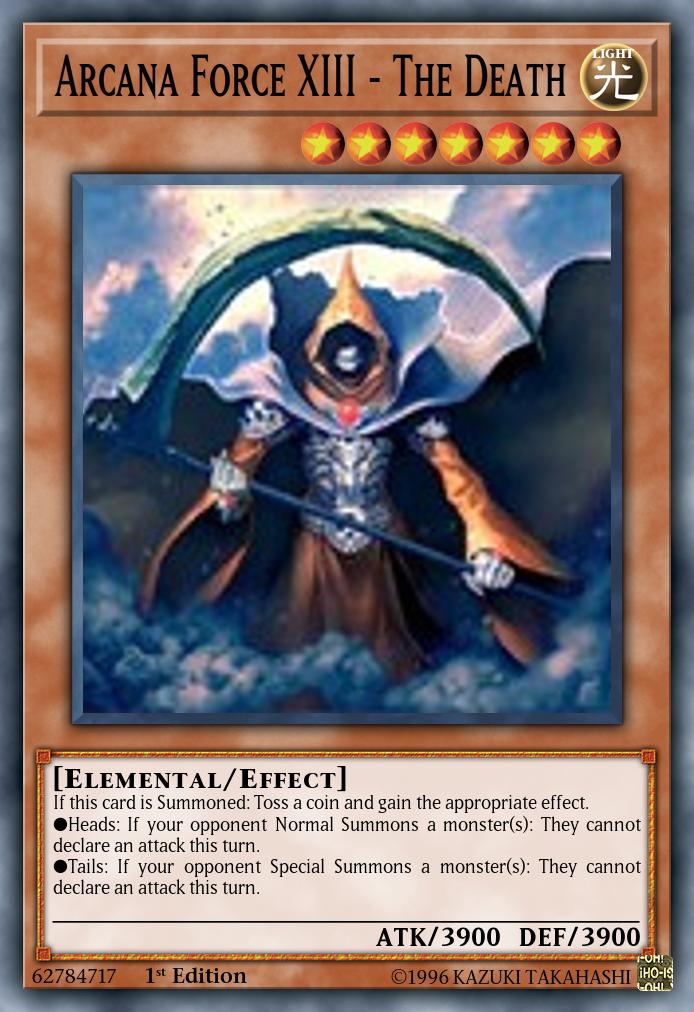 ARCANA FORCE XIII - THE DEATH
LIGHT
光
[ELEMENTAL/EFFECT]
If this card is Summoned: Toss a coin and gain the appropriate effect.
●Heads: If your opponent Normal Summons a monster(s): They cannot
declare an attack this turn.
●Tails: If your opponent Special Summons a monster(s): They cannot
declare an attack this turn.
ATK/3900 DEF/3900
62784717 1st Edition ©1996 KAZUKI TAKAHASHI